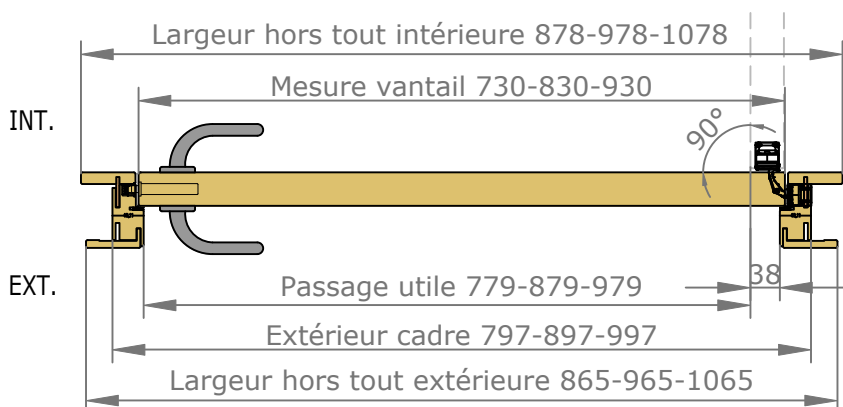 Largeur hors tout intérieure 878-978-1078
Mesure vantail 730-830-930
INT.
90°
EXT.
38
Passage utile 779-879-979
Extérieur cadre 797-897-997
Largeur hors tout extérieure 865-965-1065